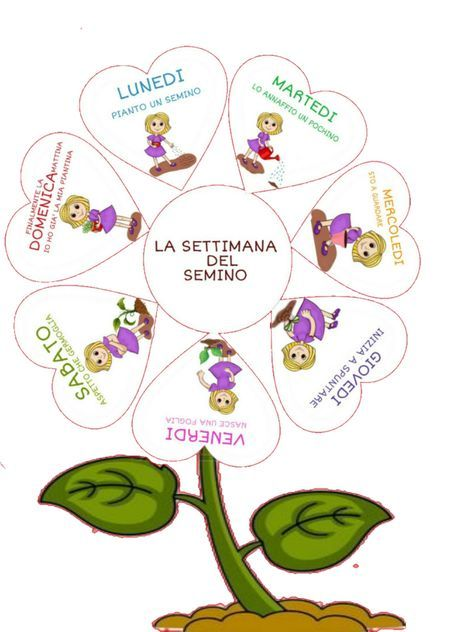 LA SETTIMANA
DEL
SEMINO
LUNEDI
PIANTO UN SEMINO
MARTEDI
LO ANNAFFIO UN POCHINO
MERCOLEDI
STO A GUARDARE
GIOVEDI
INIZIA A SPUNTARE
VENERDI
NASCE UNA FOGLIA
SABATO
ASPETTO CHE GERMOGLIA
FINALMENTE LA
DOMENICA MATTINA
IO HO GIA' LA MIA PIANTINA